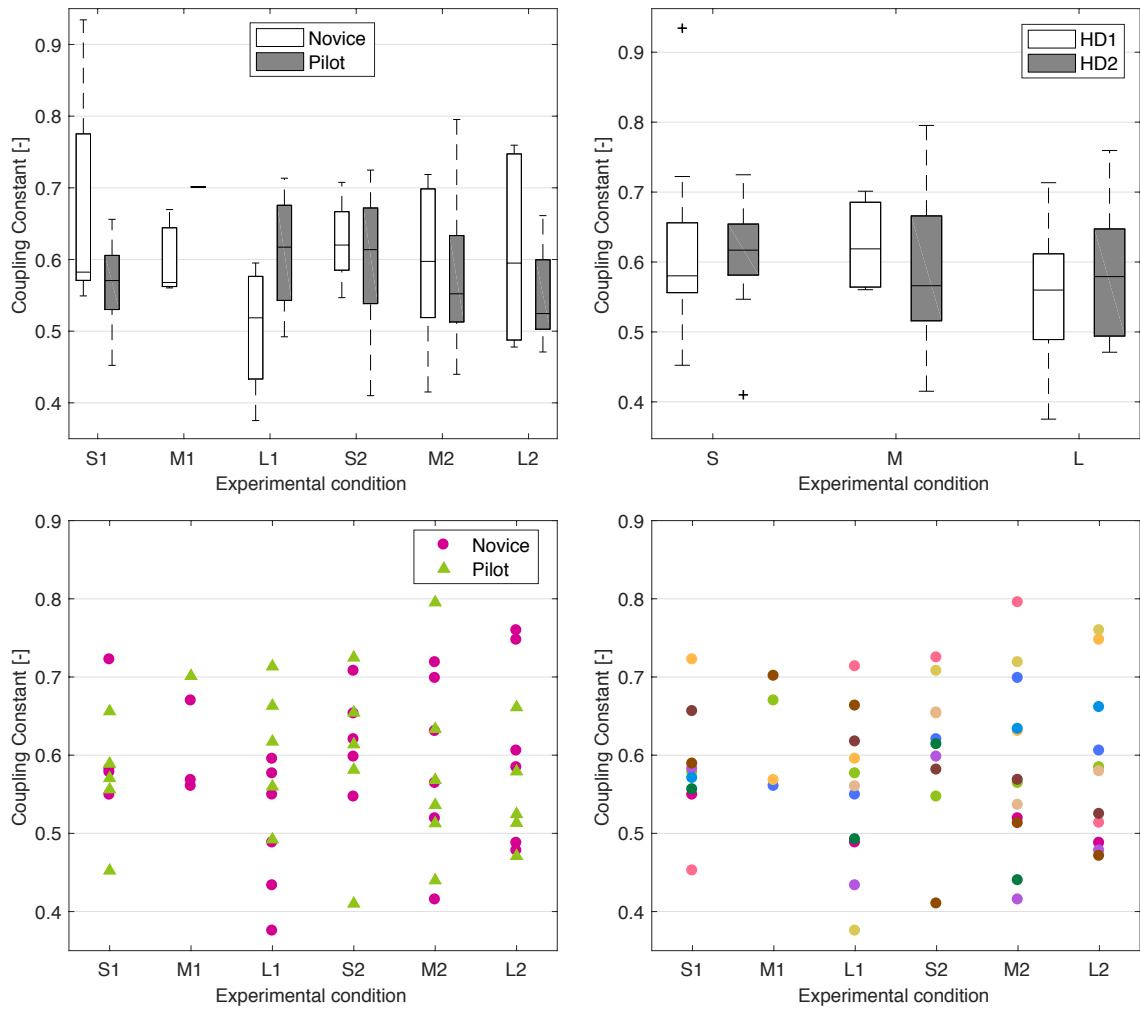 0.9
0.8
0.7
0.6
0.5
0.4
Coupling Constant [-]
Novice
Pilot
S1 M1 L1 S2 M2 L2
Experimental condition
0.9
0.8
0.7
0.6
0.5
0.4
Coupling Constant [-]
HD1
HD2
S M L
Experimental condition
0.9
0.8
0.7
0.6
0.5
0.4
Coupling Constant [-]
Novice
Pilot
S1 M1 L1 S2 M2 L2
Experimental condition
0.9
0.8
0.7
0.6
0.5
0.4
Coupling Constant [-]
S1 M1 L1 S2 M2 L2
Experimental condition